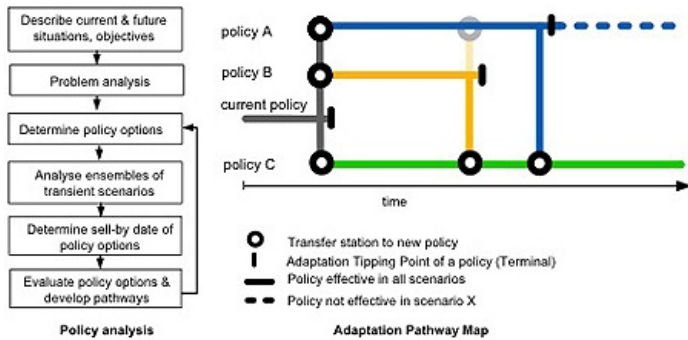 Describe current & future
situations, objectives
Problem analysis
Determine policy options
Analyse ensembles of
transient scenarios
Determine sell-by date of
policy options
Evaluate policy options &
develop pathways
Policy analysis
policy A
policy B
current policy
policy C
time
Transfer station to new policy
Adaptation Tipping Point of a policy (Terminal)
Policy effective in all scenarios
Policy not effective in scenario X
Adaptation Pathway Map